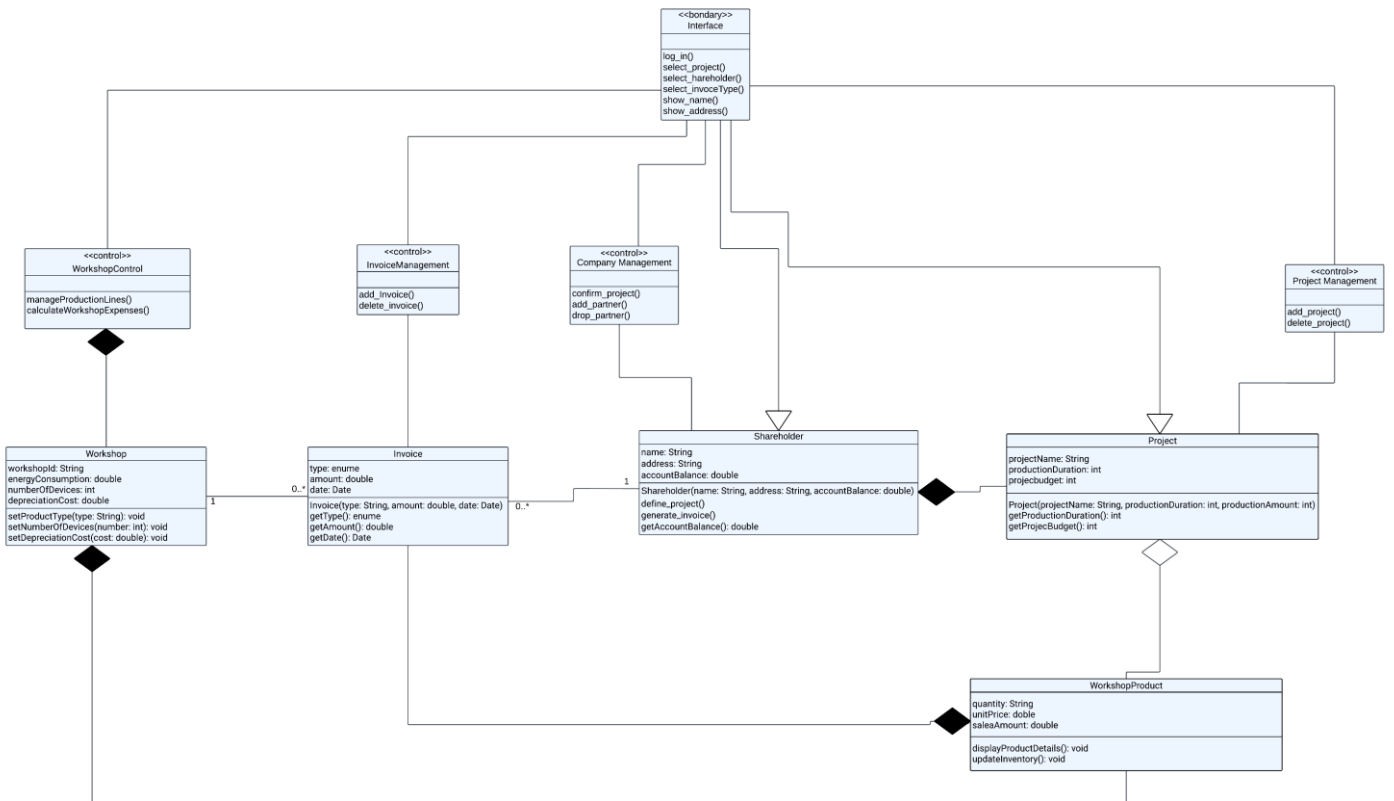 <<bondary>>
Interface
log_in()
select_project()
select_hareholder()
select_invoceType()
show_name()
show_address()
<<control>>
WorkshopControl
manageProductionLines()
calculateWorkshopExpenses()
<<control>>
InvoiceManagement
add_Invoice()
delete_invoice()
<<control>>
Company Management
confirm_project()
add_partner()
drop_partner()
<<control>>
Project Management
add_project()
delete_project()
Workshop
workshopId: String
energyConsumption: double
numberOfDevices: int
depreciationCost: double
setProductType(type: String): void
setNumberOfDevices(number: int): void
setDepreciationCost(cost: double): void
1
0..*
Invoice
type: enume
amount: double
date: Date
Invoice(type: String, amount: double, date: Date)
getType(): enume
getAmount(): double
getDate(): Date
0..*
1
Shareholder
name: String
address: String
accountBalance: double
Shareholder(name: String, address: String, accountBalance: double)
define_project()
generate_invoice()
getAccountBalance(): double
Project
projectName: String
productionDuration: int
projecbudget: int
Project(projectName: String, productionDuration: int, productionAmount: int)
getProductionDuration(): int
getProjecBudget(): int
WorkshopProduct
quantity: String
unitPrice: doble
saleaAmount: double
displayProductDetails(): void
updateInventory(): void